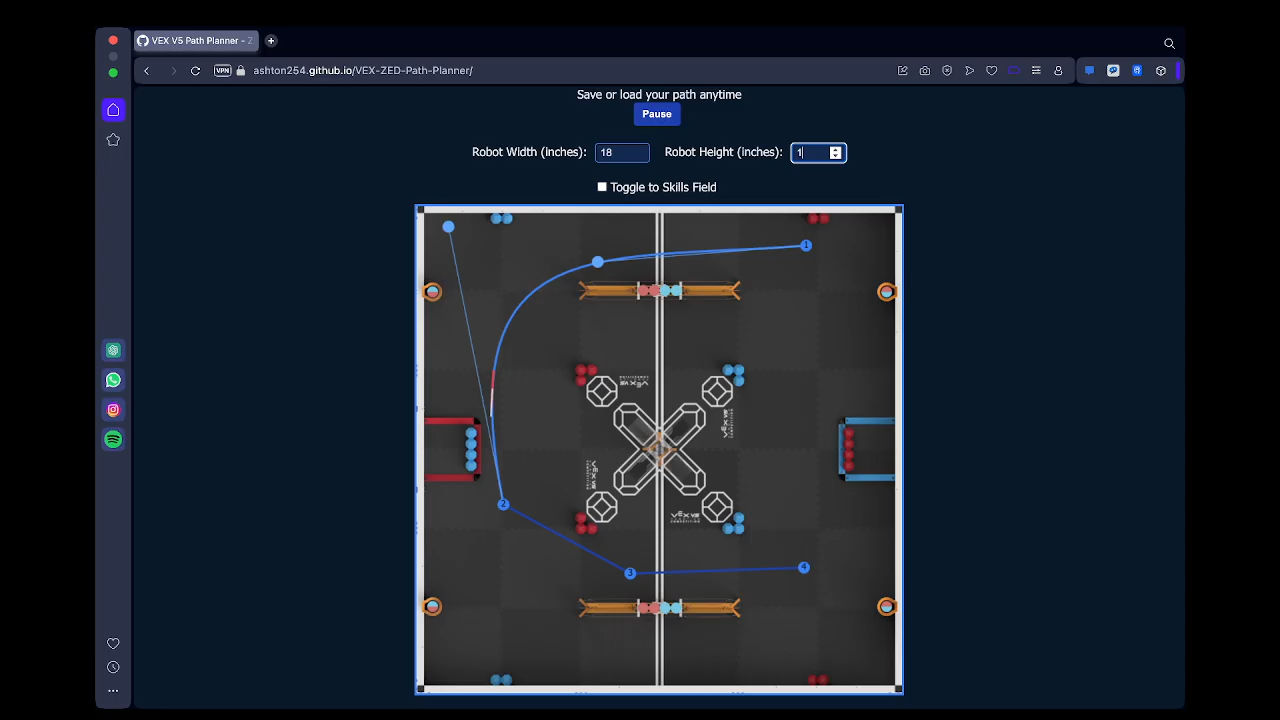 VEX V5 Path Planner - Z
VPN
ashton254.github.io/VEX-ZED-Path-Planner/
Save or load your path anytime
Pause
Robot Width (inches): 18
Robot Height (inches): 1
Toggle to Skills Field
1
2
3
4